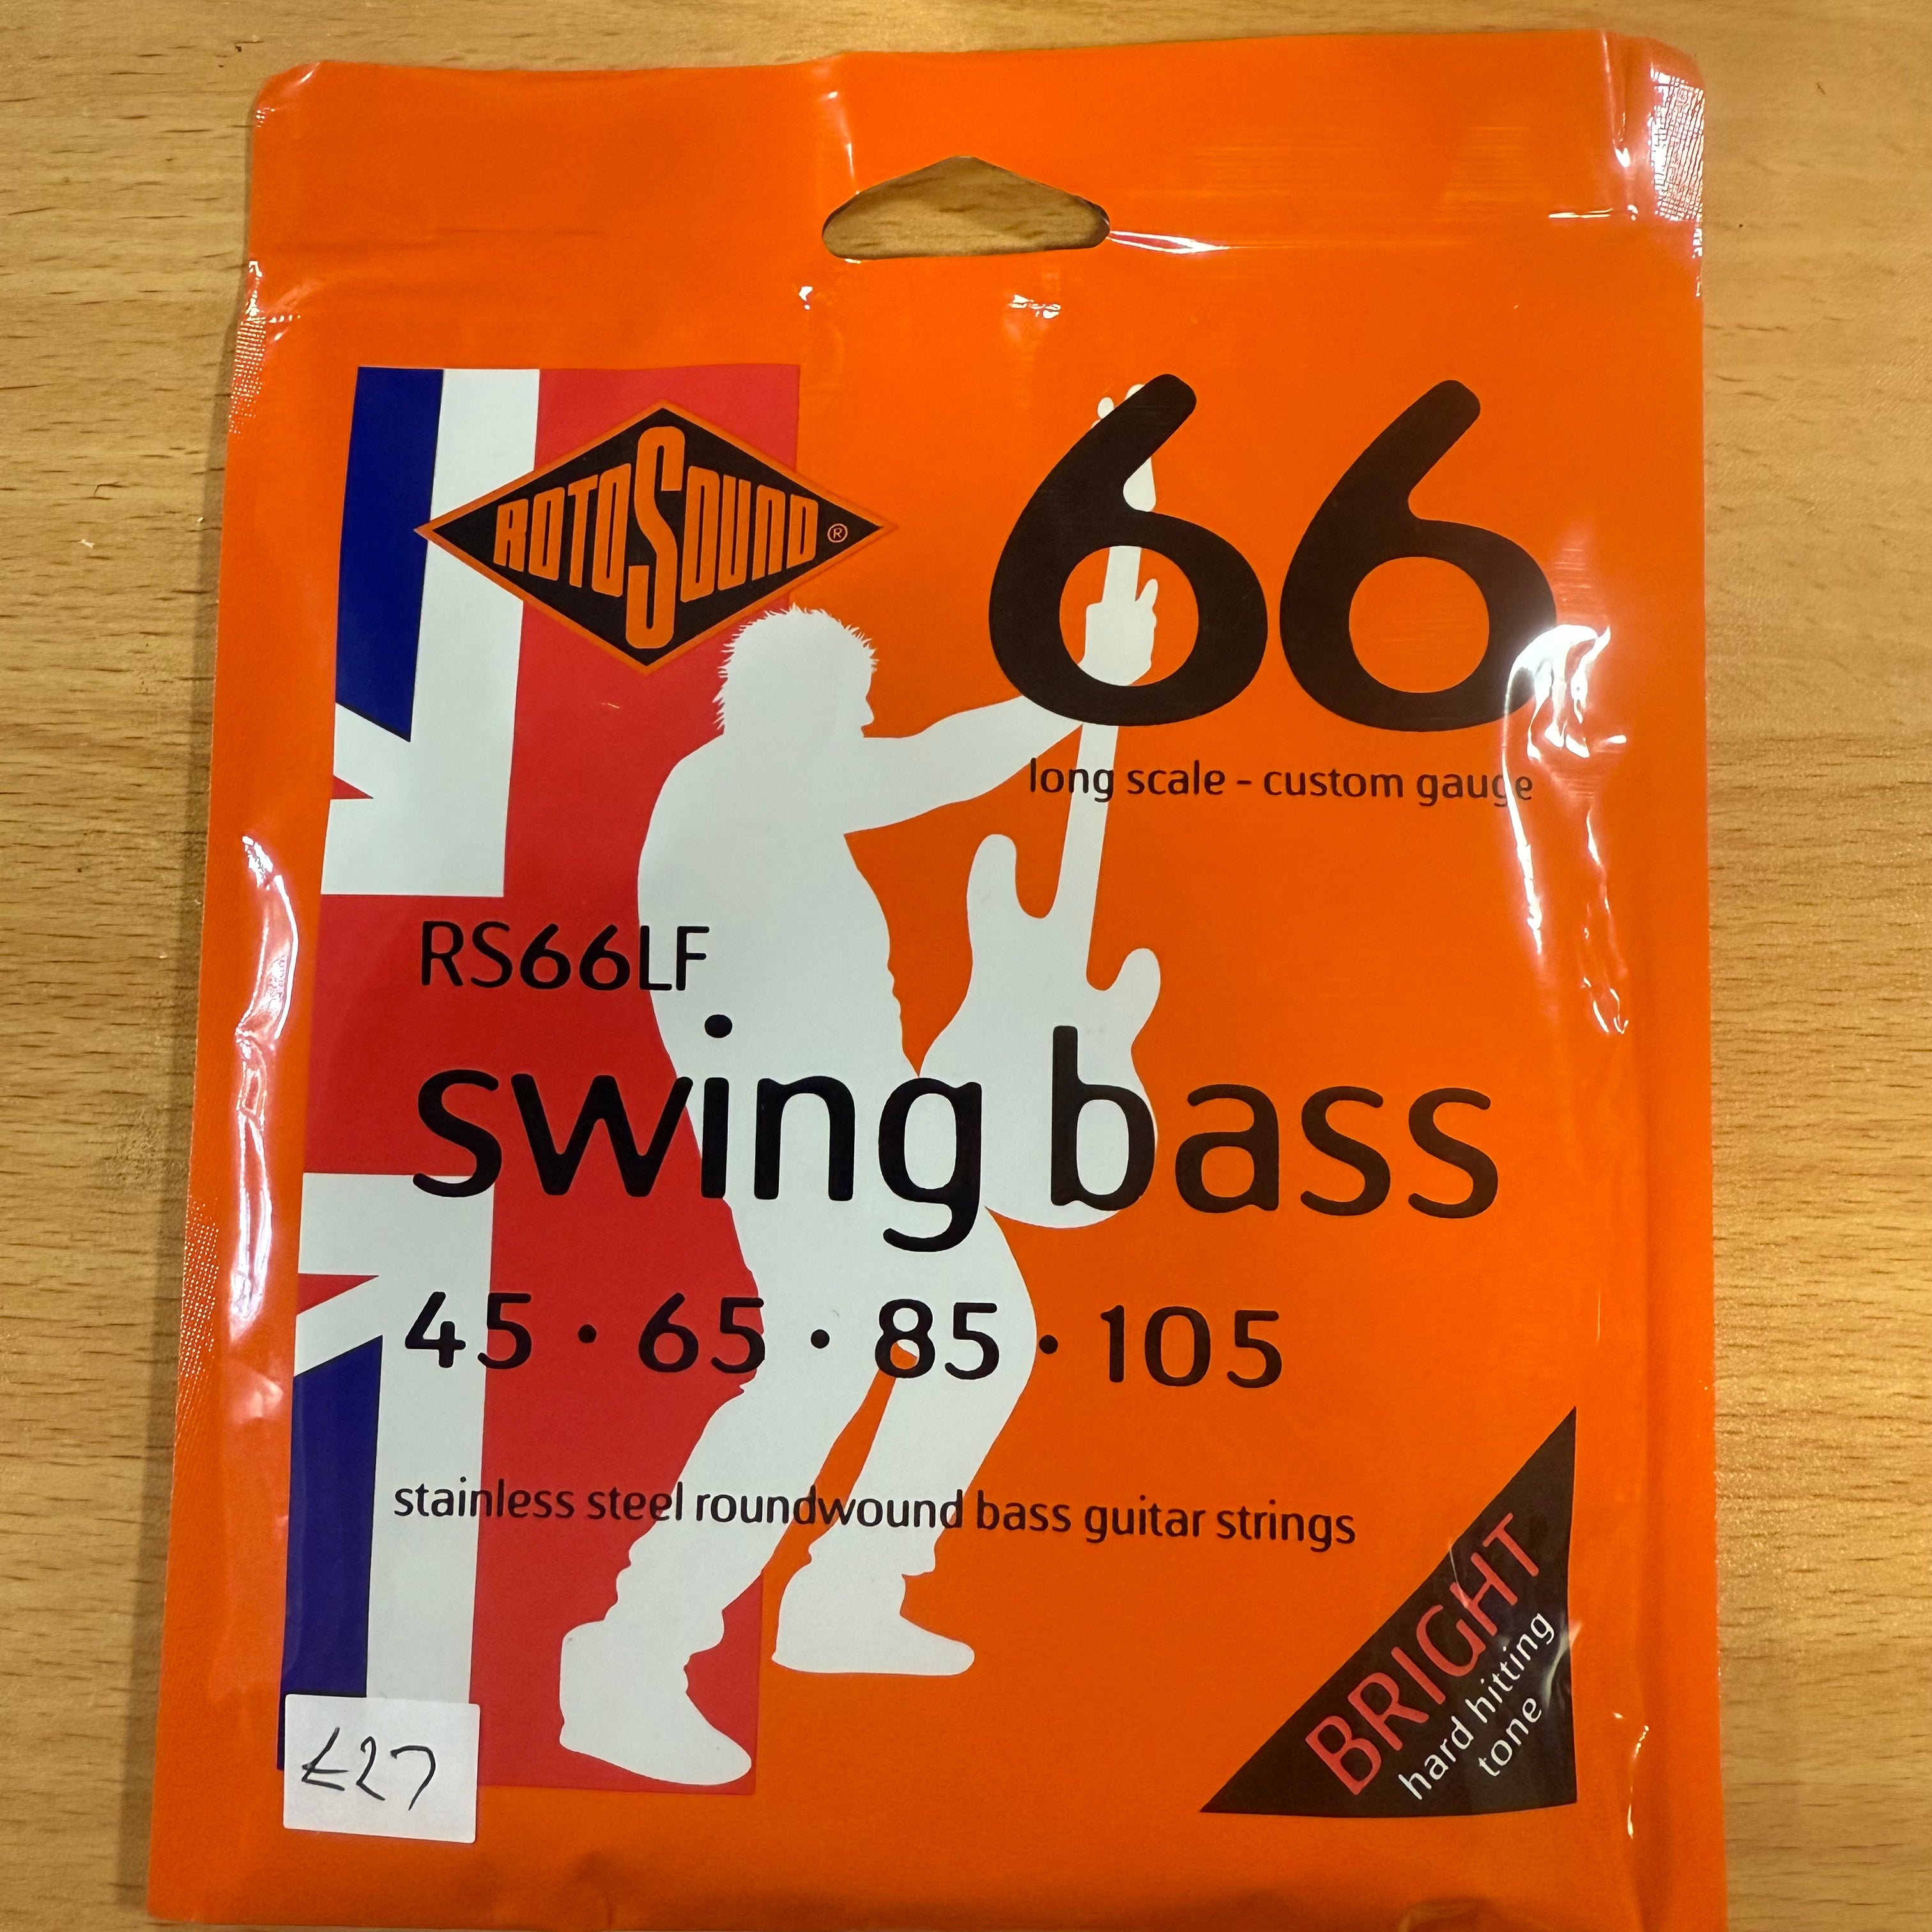 ROTOSOUND®
66
long scale - custom gauge
RS66LF
swing bass
45 • 65 • 85 • 105
stainless steel roundwound bass guitar strings
BRIGHT
hard hitting
tone
£27